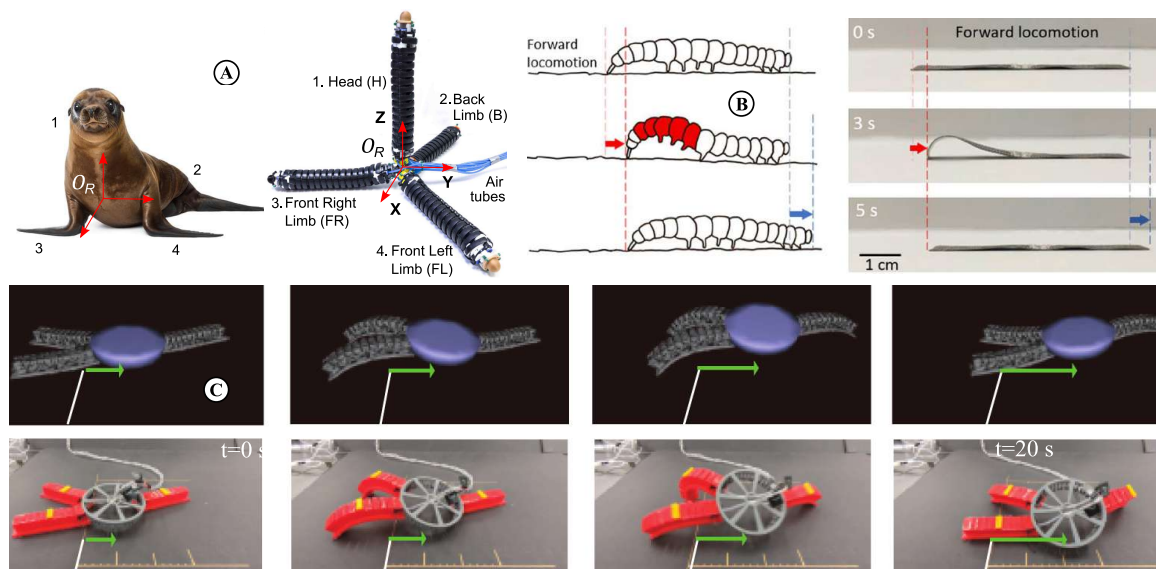 A
1
O_R
2
3
4
1. Head (H)
Z
2. Back
Limb (B)
O_R
Y
Air
tubes
X
3. Front Right
Limb (FR)
4. Front Left
Limb (FL)
Forward
locomotion
B
0 s
Forward locomotion
3 s
5 s
1 cm
C
t=0 s
t=20 s